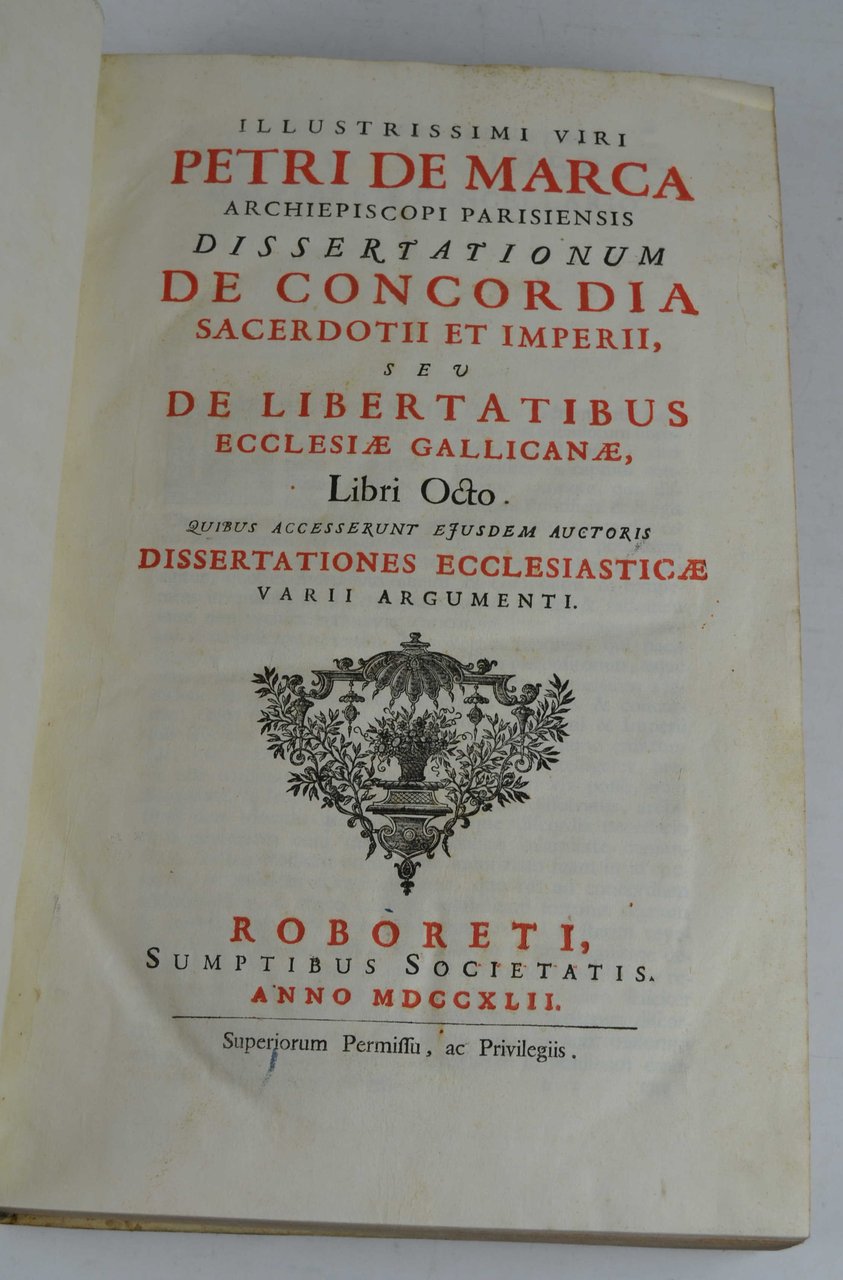 ILLUSTRISSIMI VIRI
PETRI DE MARCA
ARCHIEPISCOPI PARISIENSIS
DISSERTATIONUM
DE CONCORDIA
SACERDOTII ET IMPERII,
SEU
DE LIBERTATIBUS
ECCLESIÆ GALLICANÆ,
Libri Octo.
QUIBUS ACCESSERUNT EJUSDEM AUCTORIS
DISSERTATIONES ECCLESIASTICÆ
VARII ARGUMENTI.
ROBORETI,
SUMPTIBUS SOCIETATIS.
ANNO MDCCXLII.
Superiorum Permiſſu, ac Privilegiis.